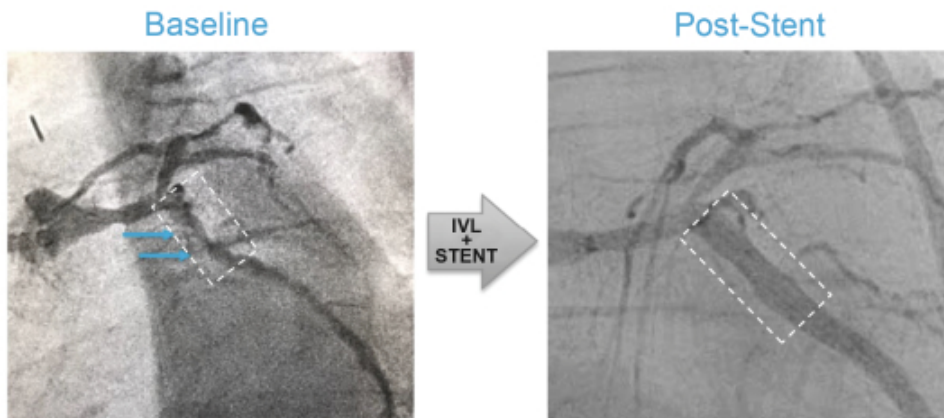 Baseline
Post-Stent
IVL
+
STENT